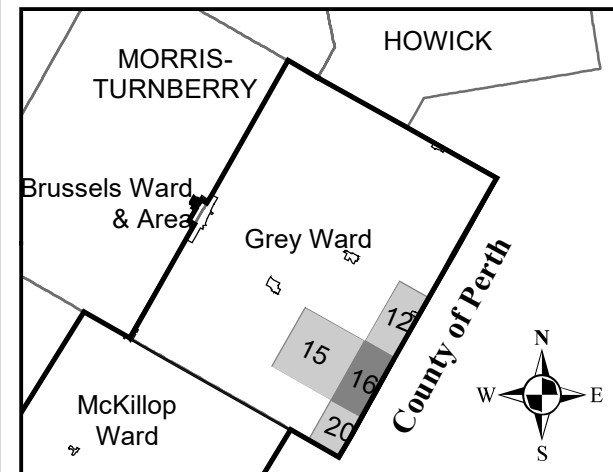 HOWICK
MORRIS-
TURNBERRY
Brussels Ward
& Area
Grey Ward
12
15
16
20
County of Perth
McKillop
Ward
N
W
E
S